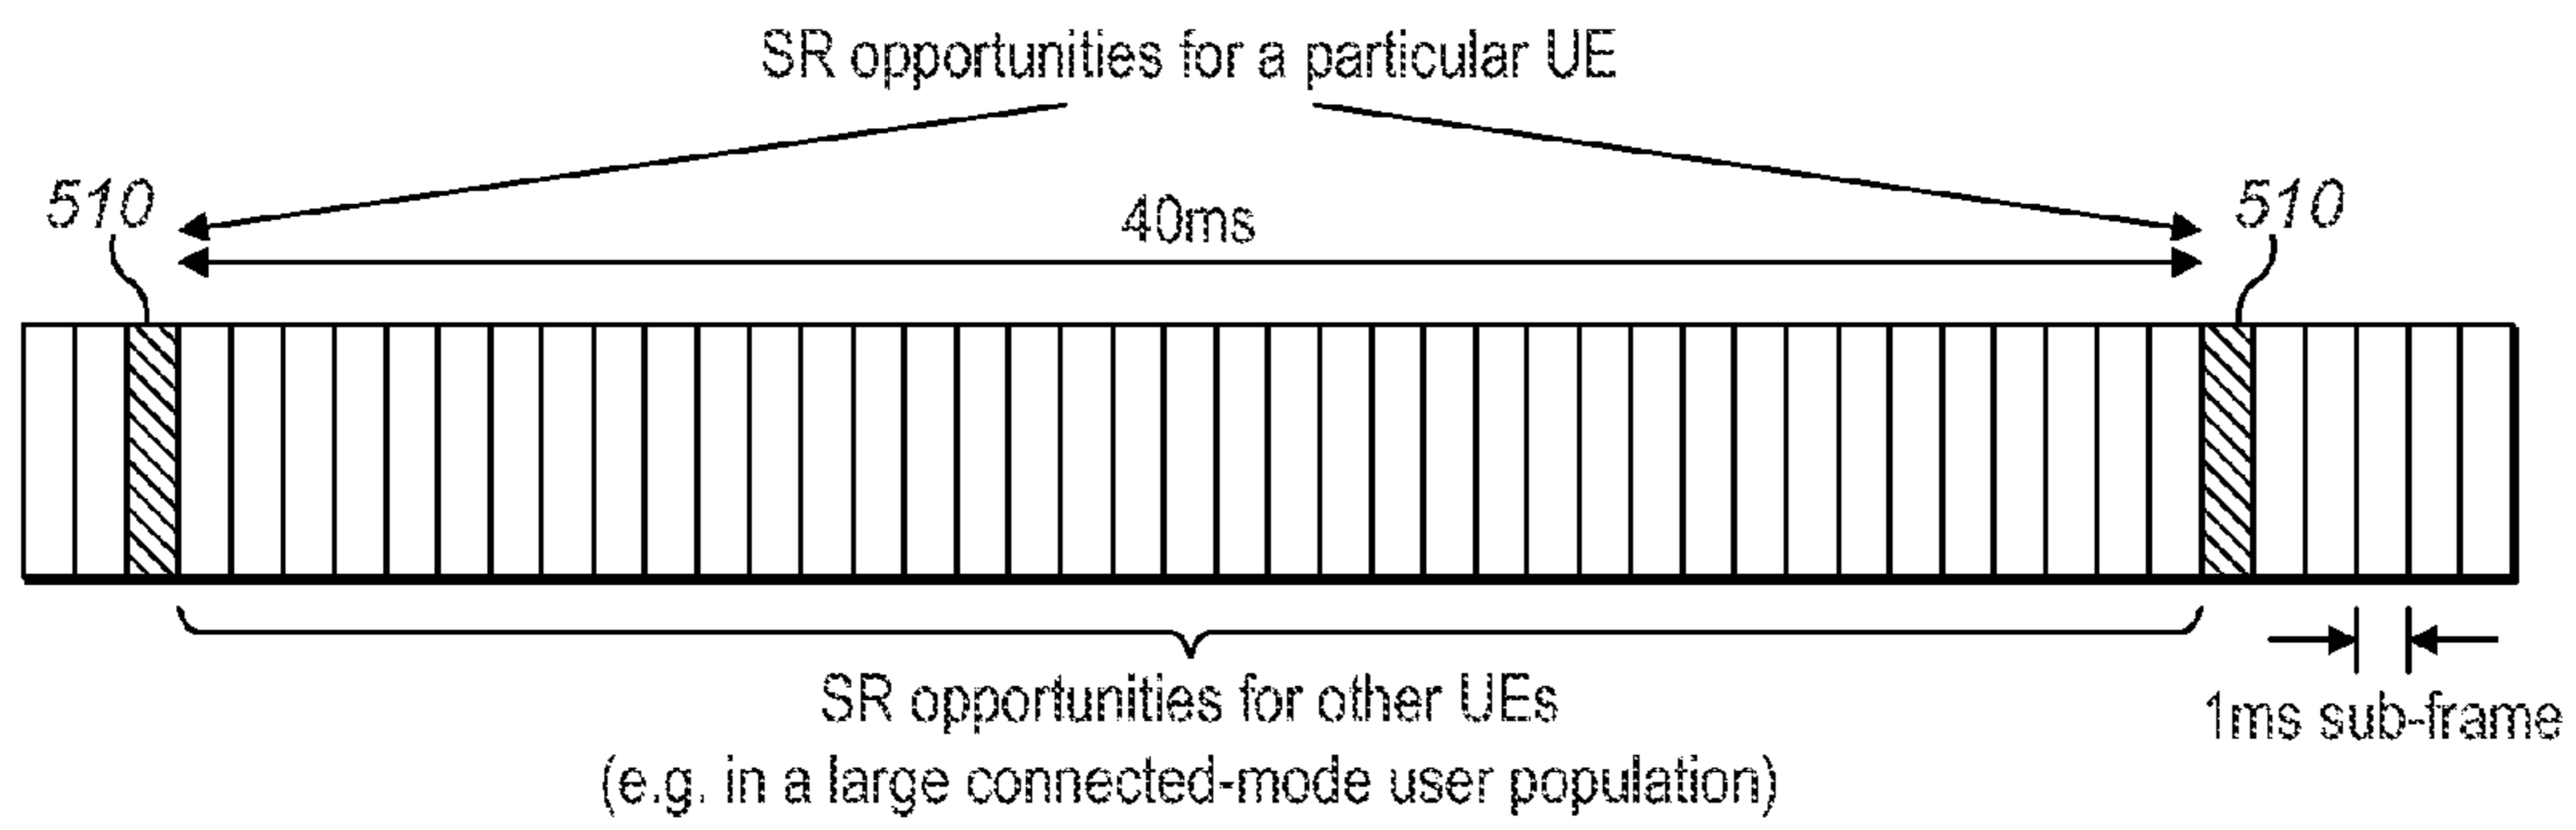 SR opportunities for a particular UE
510
40ms
510
SR opportunities for other UEs
(e.g. in a large connected-mode user population)
1ms sub-frame